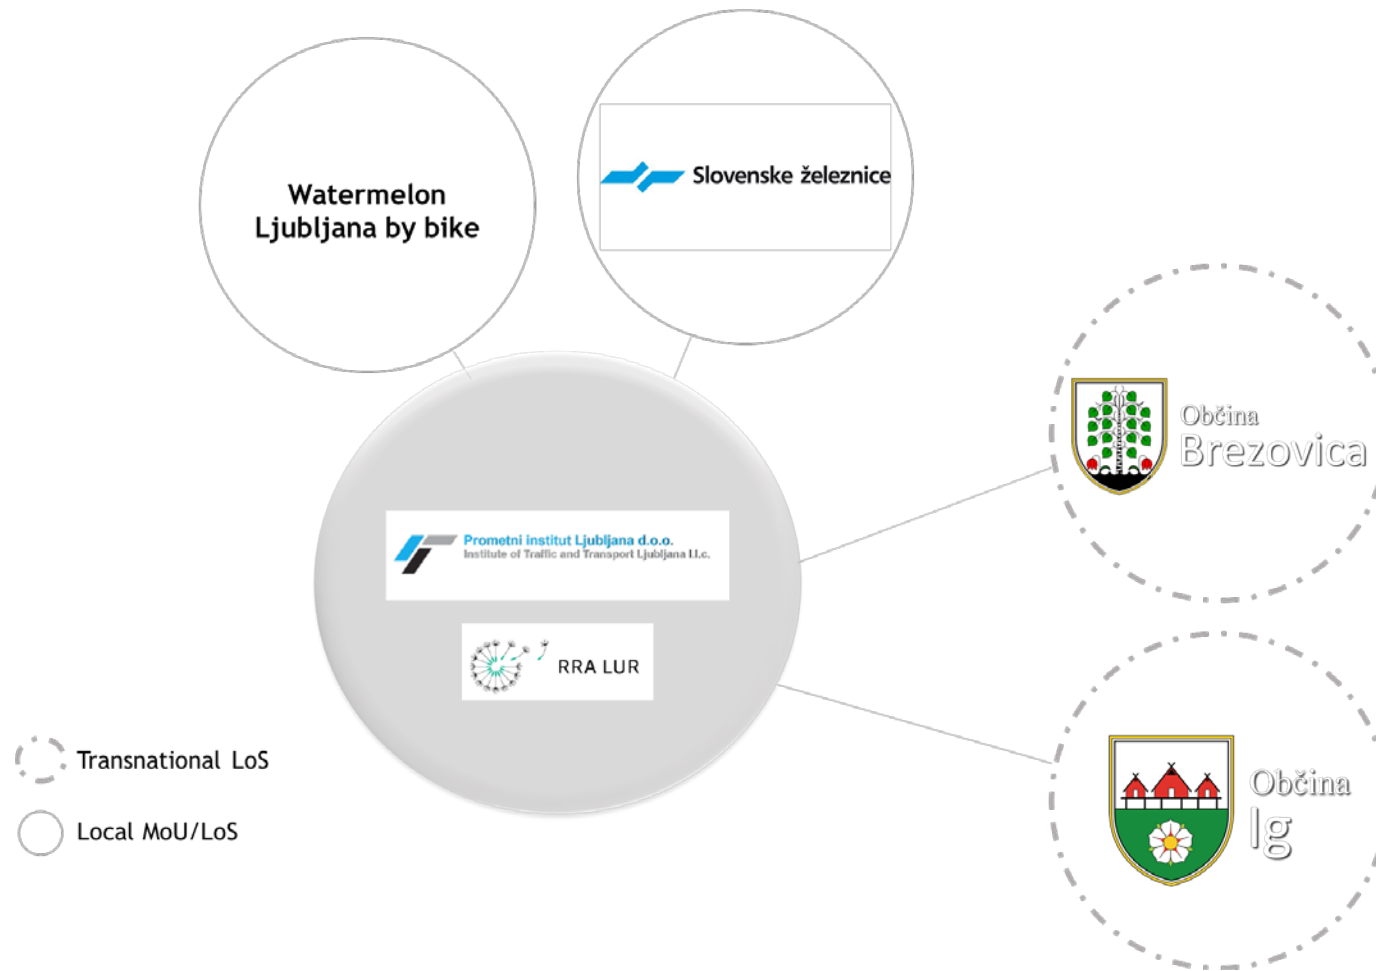 Watermelon
Ljubljana by bike
Slovenske železnice
Občina
Brezovica
Prometni institut Ljubljana d.o.o.
Institute of Traffic and Transport Ljubljana l.l.c.
RRA LUR
Transnational LoS
Občina
Ig
Local MoU/LoS